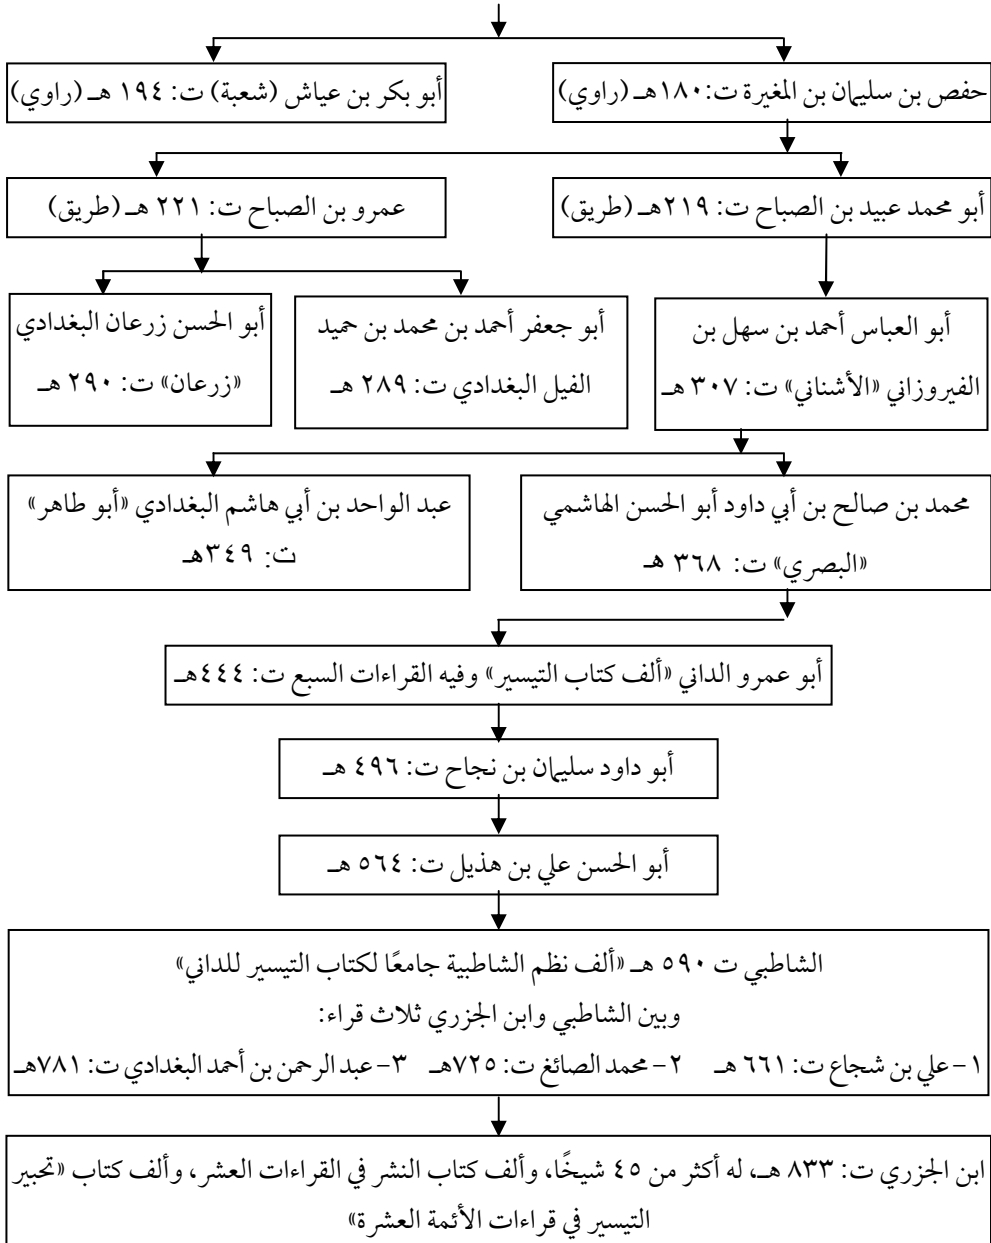 حفص بن سليمان بن المغيرة ت: ١٨٠هـ (راوي)
أبو بكر بن عياش (شعبة) ت: ١٩٤ هـ (راوي)
أبو محمد عبيد بن الصباح ت: ٢١٩هـ (طريق)
عمرو بن الصباح ت: ٢٢١ هـ (طريق)
أبو العباس أحمد بن سهل بن
الفيروزاني «الأشناني» ت: ٣٠٧ هـ
أبو جعفر أحمد بن محمد بن حميد
الفيل البغدادي ت: ٢٨٩ هـ
أبو الحسن زرعان البغدادي
«زرعان» ت: ٢٩٠ هـ
محمد بن صالح بن أبي داود أبو الحسن الهاشمي
«البصري» ت: ٣٦٨ هـ
عبد الواحد بن أبي هاشم البغدادي «أبو طاهر»
ت: ٣٤٩هـ
أبو عمرو الداني «ألف كتاب التيسير» وفيه القراءات السبع ت: ٤٤٤هـ
أبو داود سليمان بن نجاح ت: ٤٩٦ هـ
أبو الحسن علي بن هذيل ت: ٥٦٤ هـ
الشاطبي ت ٥٩٠ هـ «ألف نظم الشاطبية جامعًا لكتاب التيسير للداني»
وبين الشاطبي وابن الجزري ثلاث قراء:
١- علي بن شجاع ت: ٦٦١ هـ ٢- محمد الصائغ ت: ٧٢٥هـ ٣- عبد الرحمن بن أحمد البغدادي ت: ٧٨١هـ
ابن الجزري ت: ٨٣٣ هـ، له أكثر من ٤٥ شيخًا، وألف كتاب النشر في القراءات العشر، وألف كتاب «تحبير
التيسير في قراءات الأئمة العشرة»